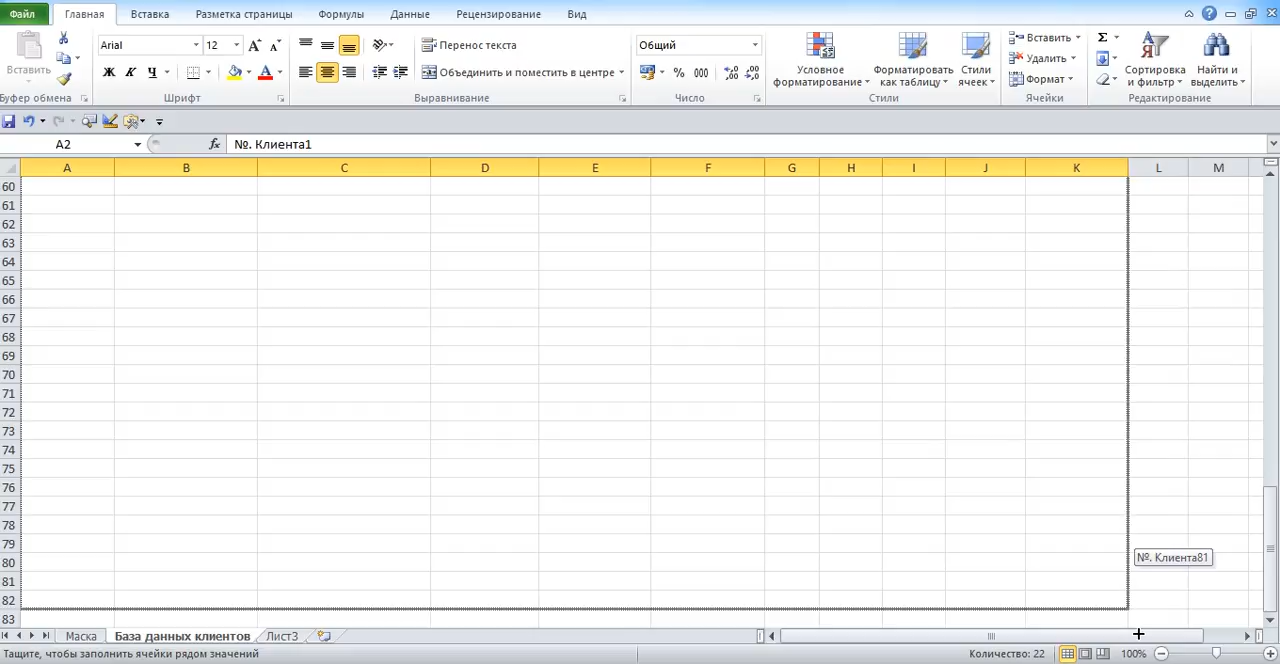 Файл Главная Вставка Разметка страницы Формулы Данные Рецензирование Вид
Arial 12 Перенос текста Общий Вставить Σ
Ж К Ч Объединить и поместить в центре % 000 Удалить
Условное форматирование
Форматировать как таблицу
Стили ячеек
Формат
Сортировка и фильтр
Найти и выделить
Шрифт Выравнивание Число Стили Ячейки Редактирование
A2 fx №. Клиента1
A B C D E F G H I J K L M
60
61
62
63
64
65
66
67
68
69
70
71
72
73
74
75
76
77
78
79
№. Клиента81
80
81
82
83
Маска База данных клиентов Лист3
Тащите, чтобы заполнить ячейки рядом значений Количество: 22 100%